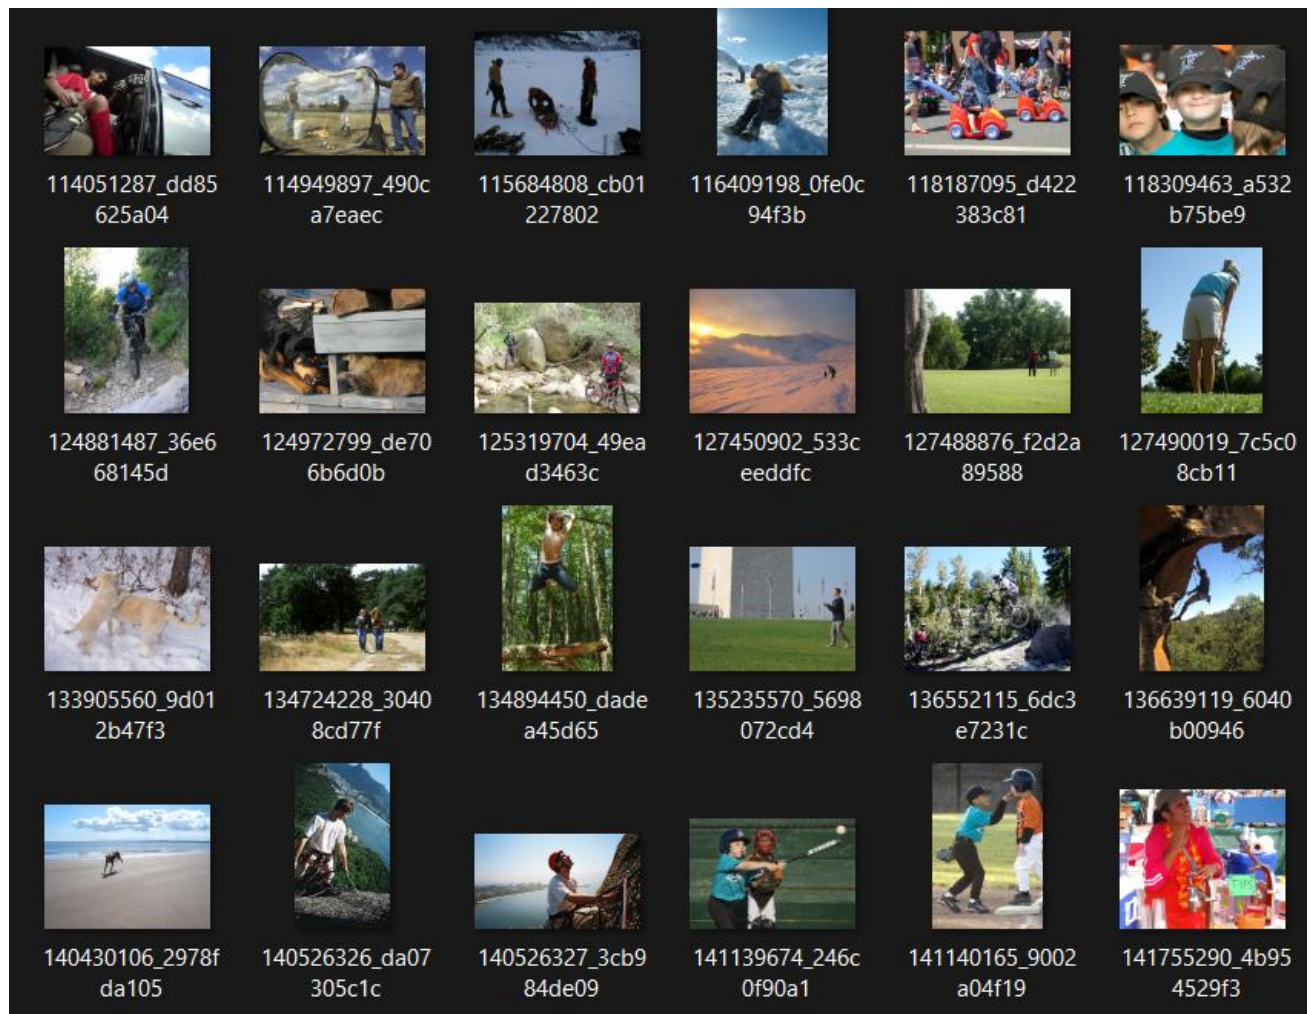 114051287_dd85
625a04
114949897_490c
a7eaec
115684808_cb01
227802
116409198_0fe0c
94f3b
118187095_d422
383c81
118309463_a532
b75be9
124881487_36e6
68145d
124972799_de70
6b6d0b
125319704_49ea
d3463c
127450902_533c
eeddfc
127488876_f2d2a
89588
127490019_7c5c0
8cb11
133905560_9d01
2b47f3
134724228_3040
8cd77f
134894450_dade
a45d65
135235570_5698
072cd4
136552115_6dc3
e7231c
136639119_6040
b00946
TIPS
140430106_2978f
da105
140526326_da07
305c1c
140526327_3cb9
84de09
141139674_246c
0f90a1
141140165_9002
a04f19
141755290_4b95
4529f3